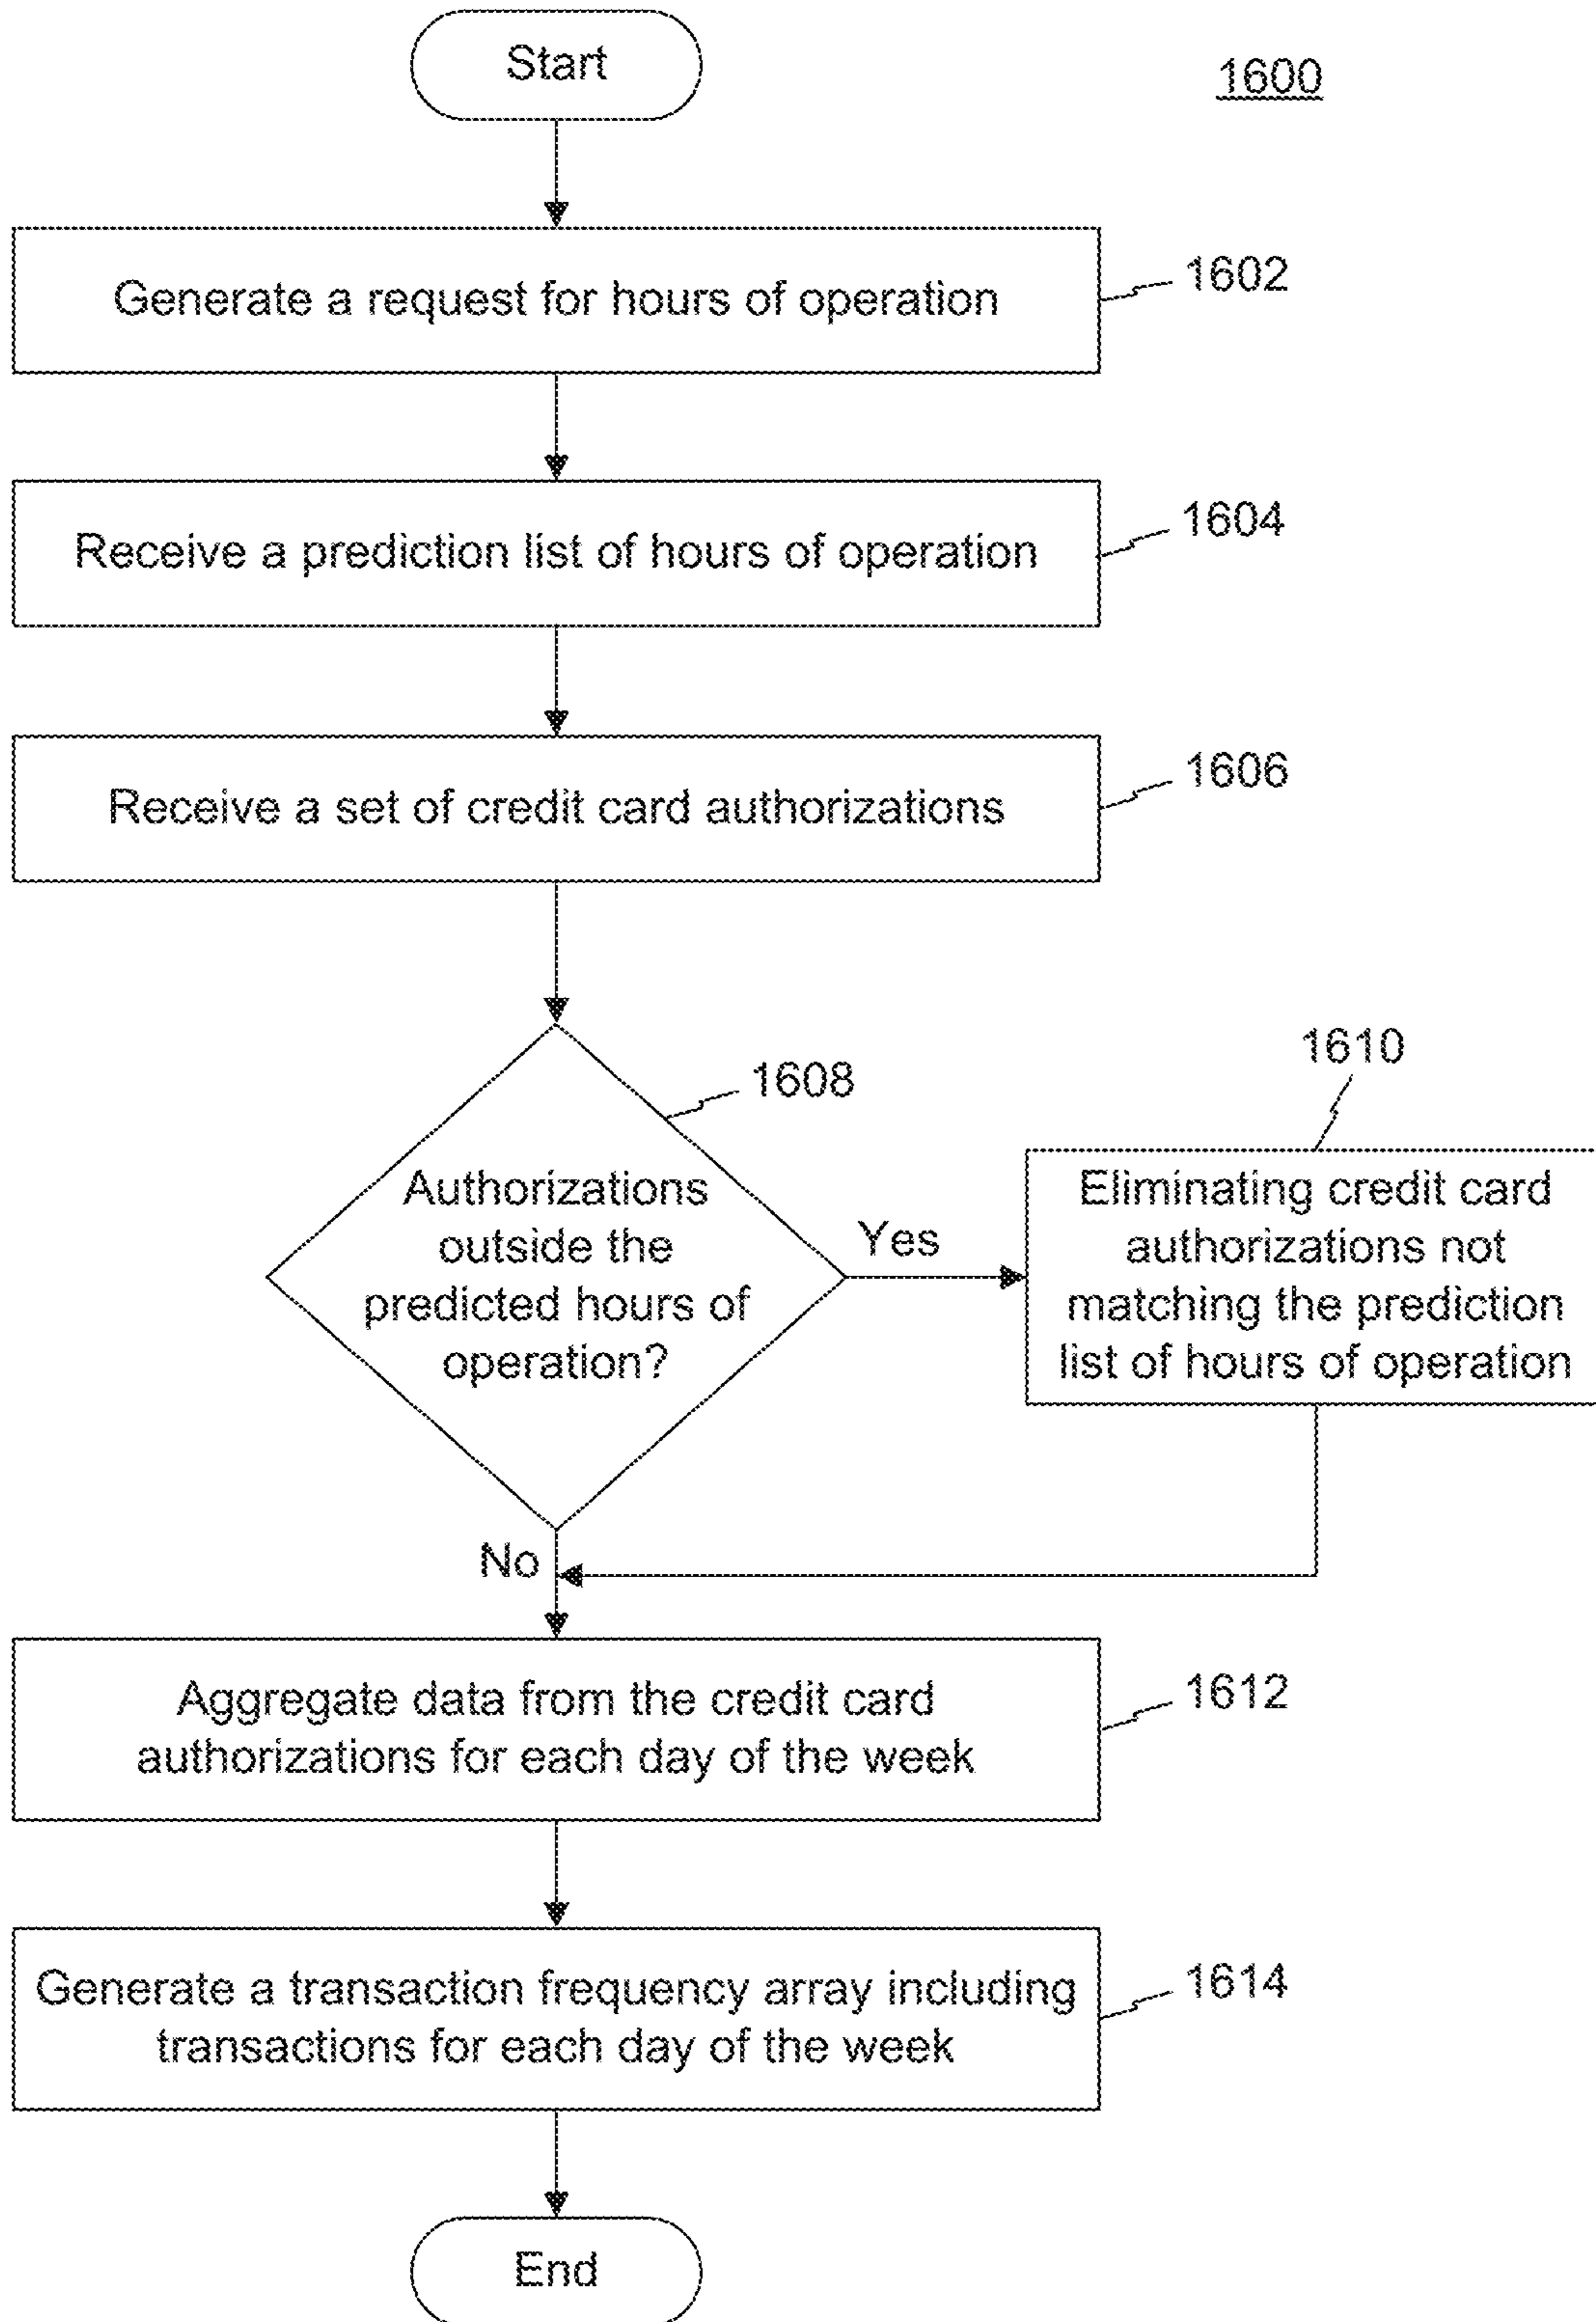 Start
1600
Generate a request for hours of operation
1602
Receive a prediction list of hours of operation
1604
Receive a set of credit card authorizations
1606
Authorizations
outside the
predicted hours of
operation?
1608
Yes
1610
Eliminating credit card
authorizations not
matching the prediction
list of hours of operation
No
Aggregate data from the credit card
authorizations for each day of the week
1612
Generate a transaction frequency array including
transactions for each day of the week
1614
End